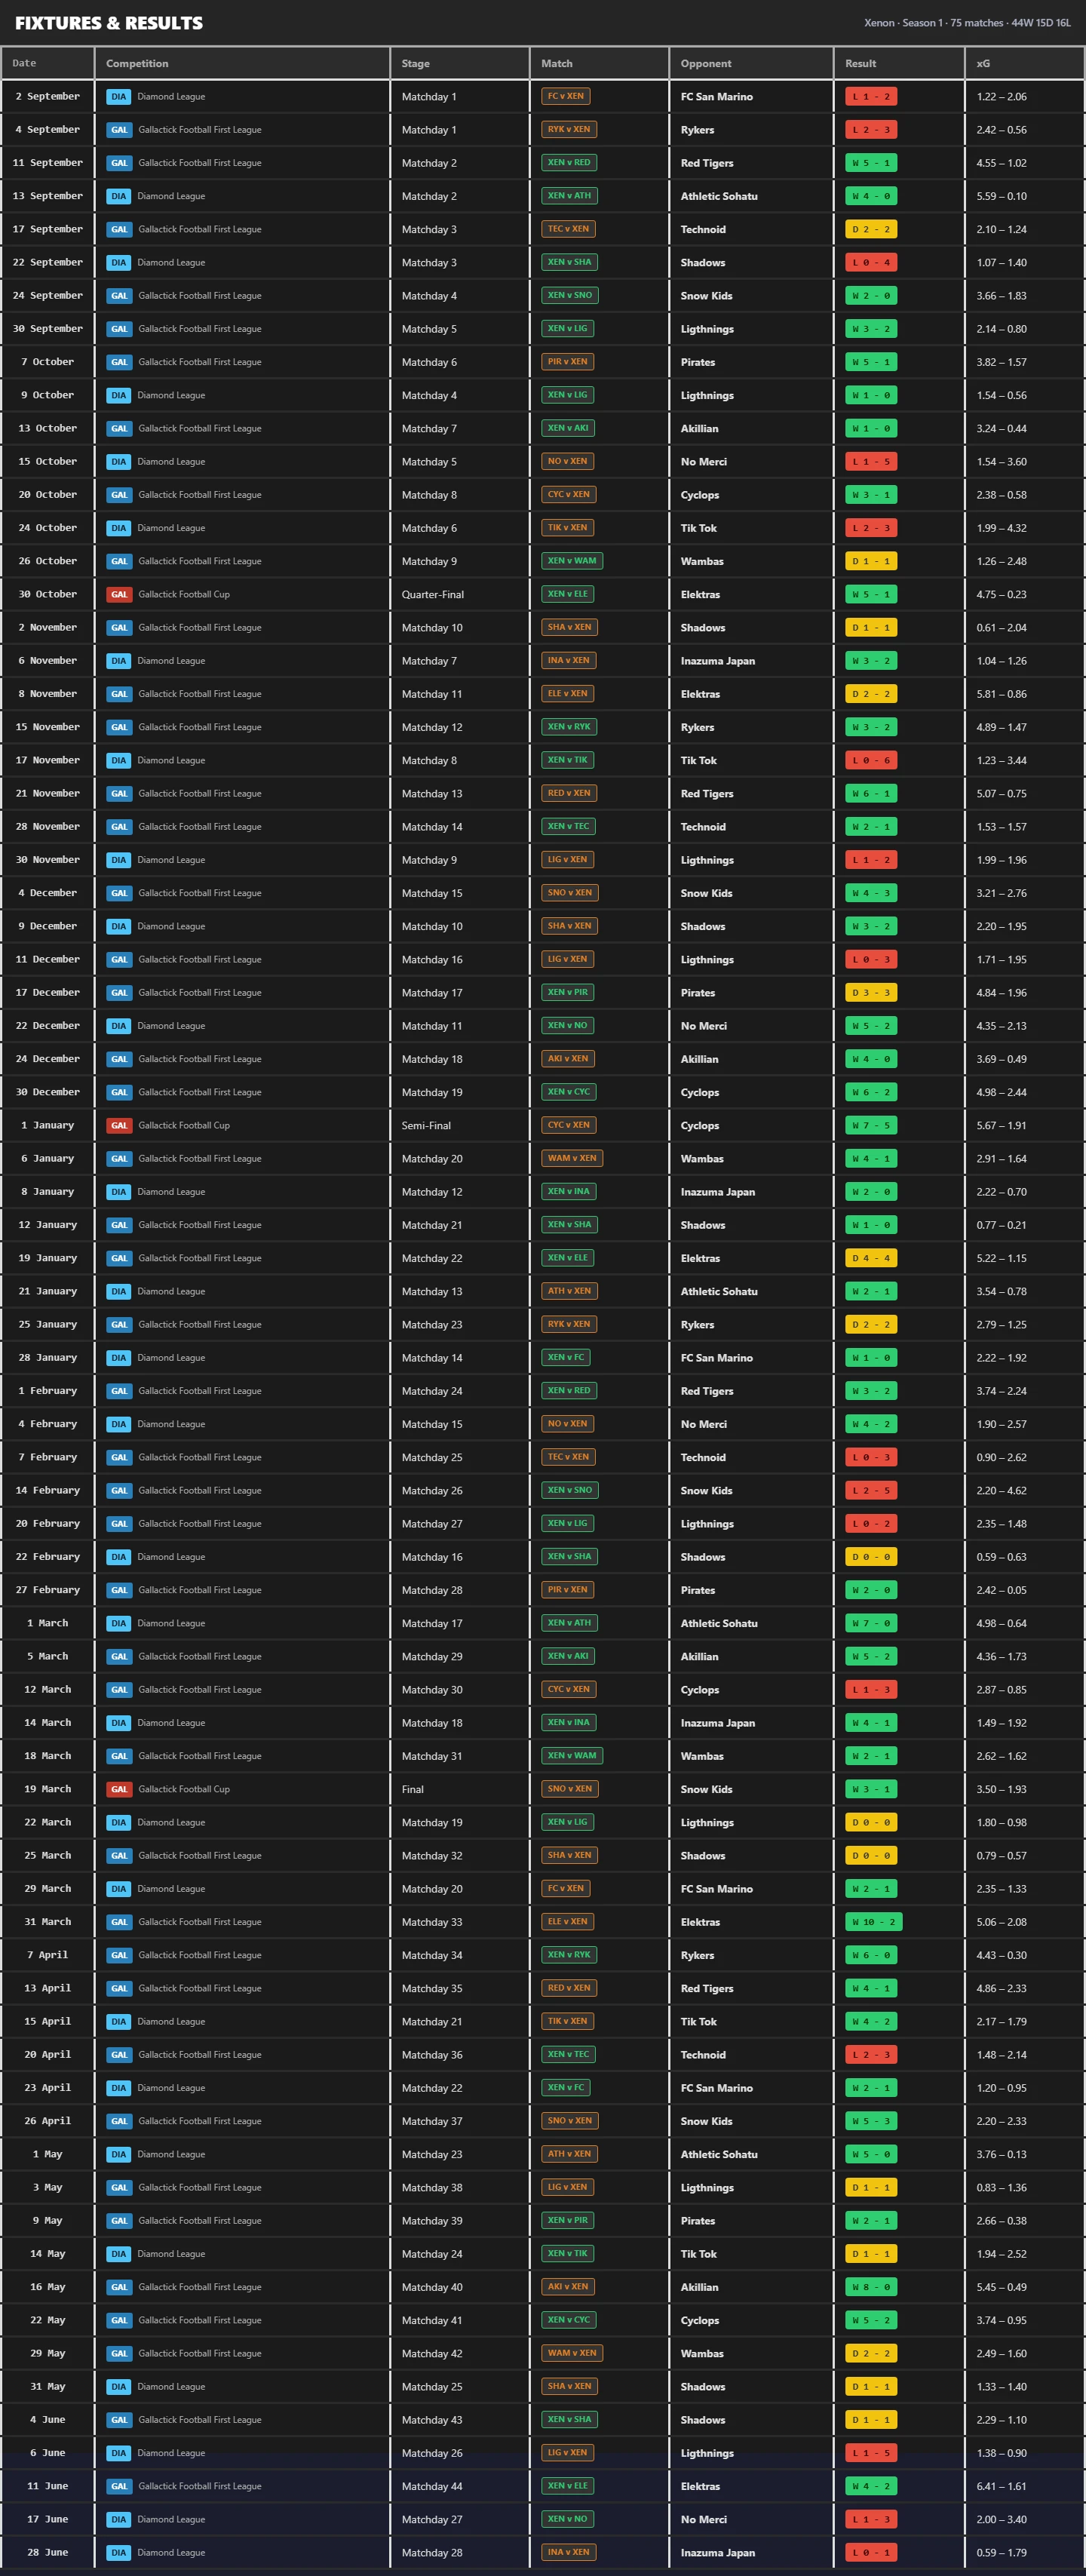 FIXTURES & RESULTS Xenon · Season 1 · 75 matches · 44W 15D 16L
Date Competition Stage Match Opponent Result xG
2 September DIA Diamond League Matchday 1 FC v XEN FC San Marino L 1 - 2 1.22 – 2.06
4 September GAL Gallactick Football First League Matchday 1 RYK v XEN Rykers L 2 - 3 2.42 – 0.56
11 September GAL Gallactick Football First League Matchday 2 XEN v RED Red Tigers W 5 - 1 4.55 – 1.02
13 September DIA Diamond League Matchday 2 XEN v ATH Athletic Sohatu W 4 - 0 5.59 – 0.10
17 September GAL Gallactick Football First League Matchday 3 TEC v XEN Technoid D 2 - 2 2.10 – 1.24
22 September DIA Diamond League Matchday 3 XEN v SHA Shadows L 0 - 4 1.07 – 1.40
24 September GAL Gallactick Football First League Matchday 4 XEN v SNO Snow Kids W 2 - 0 3.66 – 1.83
30 September GAL Gallactick Football First League Matchday 5 XEN v LIG Ligthnings W 3 - 2 2.14 – 0.80
7 October GAL Gallactick Football First League Matchday 6 PIR v XEN Pirates W 5 - 1 3.82 – 1.57
9 October DIA Diamond League Matchday 4 XEN v LIG Ligthnings W 1 - 0 1.54 – 0.56
13 October GAL Gallactick Football First League Matchday 7 XEN v AKI Akillian W 1 - 0 3.24 – 0.44
15 October DIA Diamond League Matchday 5 NO v XEN No Merci L 1 - 5 1.54 – 3.60
20 October GAL Gallactick Football First League Matchday 8 CYC v XEN Cyclops W 3 - 1 2.38 – 0.58
24 October DIA Diamond League Matchday 6 TIK v XEN Tik Tok L 2 - 3 1.99 – 4.32
26 October GAL Gallactick Football First League Matchday 9 XEN v WAM Wambas D 1 - 1 1.26 – 2.48
30 October GAL Gallactick Football Cup Quarter-Final XEN v ELE Elektras W 5 - 1 4.75 – 0.23
2 November GAL Gallactick Football First League Matchday 10 SHA v XEN Shadows D 1 - 1 0.61 – 2.04
6 November DIA Diamond League Matchday 7 INA v XEN Inazuma Japan W 3 - 2 1.04 – 1.26
8 November GAL Gallactick Football First League Matchday 11 ELE v XEN Elektras D 2 - 2 5.81 – 0.86
15 November GAL Gallactick Football First League Matchday 12 XEN v RYK Rykers W 3 - 2 4.89 – 1.47
17 November DIA Diamond League Matchday 8 XEN v TIK Tik Tok L 0 - 6 1.23 – 3.44
21 November GAL Gallactick Football First League Matchday 13 RED v XEN Red Tigers W 6 - 1 5.07 – 0.75
28 November GAL Gallactick Football First League Matchday 14 XEN v TEC Technoid W 2 - 1 1.53 – 1.57
30 November DIA Diamond League Matchday 9 LIG v XEN Ligthnings L 1 - 2 1.99 – 1.96
4 December GAL Gallactick Football First League Matchday 15 SNO v XEN Snow Kids W 4 - 3 3.21 – 2.76
9 December DIA Diamond League Matchday 10 SHA v XEN Shadows W 3 - 2 2.20 – 1.95
11 December GAL Gallactick Football First League Matchday 16 LIG v XEN Ligthnings L 0 - 3 1.71 – 1.95
17 December GAL Gallactick Football First League Matchday 17 XEN v PIR Pirates D 3 - 3 4.84 – 1.96
22 December DIA Diamond League Matchday 11 XEN v NO No Merci W 5 - 2 4.35 – 2.13
24 December GAL Gallactick Football First League Matchday 18 AKI v XEN Akillian W 4 - 0 3.69 – 0.49
30 December GAL Gallactick Football First League Matchday 19 XEN v CYC Cyclops W 6 - 2 4.98 – 2.44
1 January GAL Gallactick Football Cup Semi-Final CYC v XEN Cyclops W 7 - 5 5.67 – 1.91
6 January GAL Gallactick Football First League Matchday 20 WAM v XEN Wambas W 4 - 1 2.91 – 1.64
8 January DIA Diamond League Matchday 12 XEN v INA Inazuma Japan W 2 - 0 2.22 – 0.70
12 January GAL Gallactick Football First League Matchday 21 XEN v SHA Shadows W 1 - 0 0.77 – 0.21
19 January GAL Gallactick Football First League Matchday 22 XEN v ELE Elektras D 4 - 4 5.22 – 1.15
21 January DIA Diamond League Matchday 13 ATH v XEN Athletic Sohatu W 2 - 1 3.54 – 0.78
25 January GAL Gallactick Football First League Matchday 23 RYK v XEN Rykers D 2 - 2 2.79 – 1.25
28 January DIA Diamond League Matchday 14 XEN v FC FC San Marino W 1 - 0 2.22 – 1.92
1 February GAL Gallactick Football First League Matchday 24 XEN v RED Red Tigers W 3 - 2 3.74 – 2.24
4 February DIA Diamond League Matchday 15 NO v XEN No Merci W 4 - 2 1.90 – 2.57
7 February GAL Gallactick Football First League Matchday 25 TEC v XEN Technoid L 0 - 3 0.90 – 2.62
14 February GAL Gallactick Football First League Matchday 26 XEN v SNO Snow Kids L 2 - 5 2.20 – 4.62
20 February GAL Gallactick Football First League Matchday 27 XEN v LIG Ligthnings L 0 - 2 2.35 – 1.48
22 February DIA Diamond League Matchday 16 XEN v SHA Shadows D 0 - 0 0.59 – 0.63
27 February GAL Gallactick Football First League Matchday 28 PIR v XEN Pirates W 2 - 0 2.42 – 0.05
1 March DIA Diamond League Matchday 17 XEN v ATH Athletic Sohatu W 7 - 0 4.98 – 0.64
5 March GAL Gallactick Football First League Matchday 29 XEN v AKI Akillian W 5 - 2 4.36 – 1.73
12 March GAL Gallactick Football First League Matchday 30 CYC v XEN Cyclops L 1 - 3 2.87 – 0.85
14 March DIA Diamond League Matchday 18 XEN v INA Inazuma Japan W 4 - 1 1.49 – 1.92
18 March GAL Gallactick Football First League Matchday 31 XEN v WAM Wambas W 2 - 1 2.62 – 1.62
19 March GAL Gallactick Football Cup Final SNO v XEN Snow Kids W 3 - 1 3.50 – 1.93
22 March DIA Diamond League Matchday 19 XEN v LIG Ligthnings D 0 - 0 1.80 – 0.98
25 March GAL Gallactick Football First League Matchday 32 SHA v XEN Shadows D 0 - 0 0.79 – 0.57
29 March DIA Diamond League Matchday 20 FC v XEN FC San Marino W 2 - 1 2.35 – 1.33
31 March GAL Gallactick Football First League Matchday 33 ELE v XEN Elektras W 10 - 2 5.06 – 2.08
7 April GAL Gallactick Football First League Matchday 34 XEN v RYK Rykers W 6 - 0 4.43 – 0.30
13 April GAL Gallactick Football First League Matchday 35 RED v XEN Red Tigers W 4 - 1 4.86 – 2.33
15 April DIA Diamond League Matchday 21 TIK v XEN Tik Tok W 4 - 2 2.17 – 1.79
20 April GAL Gallactick Football First League Matchday 36 XEN v TEC Technoid L 2 - 3 1.48 – 2.14
23 April DIA Diamond League Matchday 22 XEN v FC FC San Marino W 2 - 1 1.20 – 0.95
26 April GAL Gallactick Football First League Matchday 37 SNO v XEN Snow Kids W 5 - 3 2.20 – 2.33
1 May DIA Diamond League Matchday 23 ATH v XEN Athletic Sohatu W 5 - 0 3.76 – 0.13
3 May GAL Gallactick Football First League Matchday 38 LIG v XEN Ligthnings D 1 - 1 0.83 – 1.36
9 May GAL Gallactick Football First League Matchday 39 XEN v PIR Pirates W 2 - 1 2.66 – 0.38
14 May DIA Diamond League Matchday 24 XEN v TIK Tik Tok D 1 - 1 1.94 – 2.52
16 May GAL Gallactick Football First League Matchday 40 AKI v XEN Akillian W 8 - 0 5.45 – 0.49
22 May GAL Gallactick Football First League Matchday 41 XEN v CYC Cyclops W 5 - 2 3.74 – 0.95
29 May GAL Gallactick Football First League Matchday 42 WAM v XEN Wambas D 2 - 2 2.49 – 1.60
31 May DIA Diamond League Matchday 25 SHA v XEN Shadows D 1 - 1 1.33 – 1.40
4 June GAL Gallactick Football First League Matchday 43 XEN v SHA Shadows D 1 - 1 2.29 – 1.10
6 June DIA Diamond League Matchday 26 LIG v XEN Ligthnings L 1 - 5 1.38 – 0.90
11 June GAL Gallactick Football First League Matchday 44 XEN v ELE Elektras W 4 - 2 6.41 – 1.61
17 June DIA Diamond League Matchday 27 XEN v NO No Merci L 1 - 3 2.00 – 3.40
28 June DIA Diamond League Matchday 28 INA v XEN Inazuma Japan L 0 - 1 0.59 – 1.79